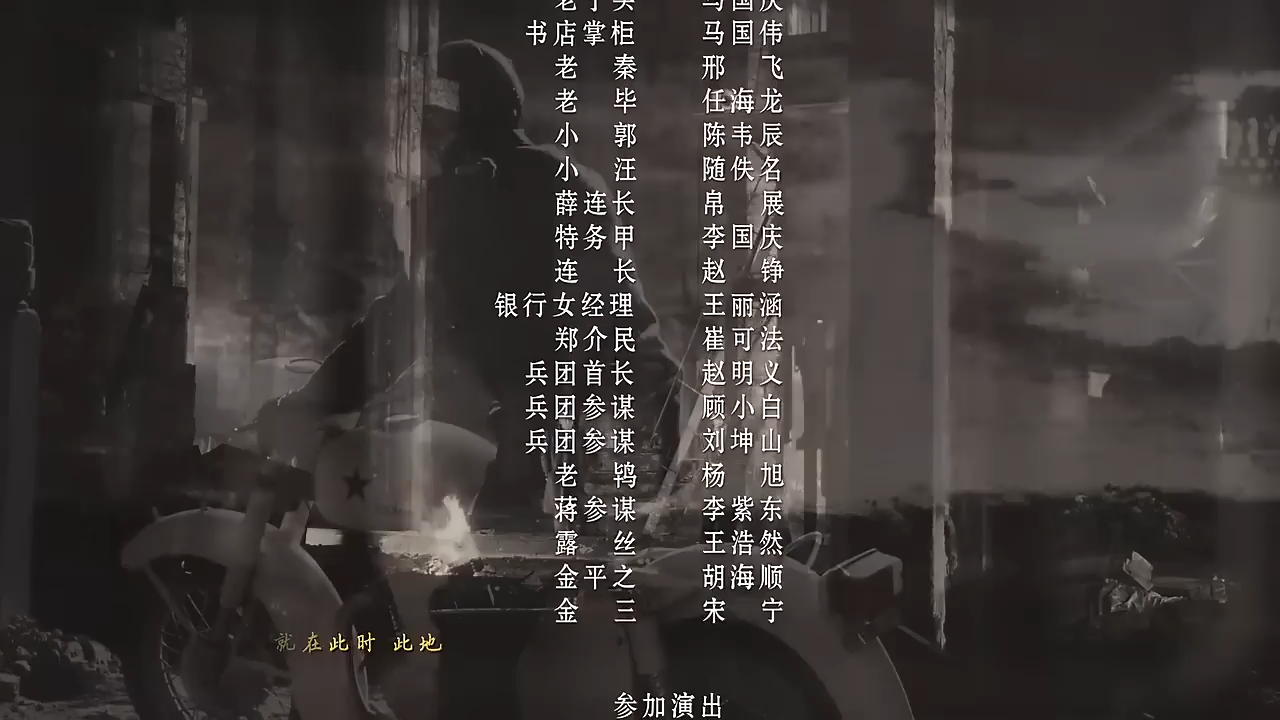 书店掌柜 马国伟
老秦 邢飞
老毕 任海龙
小郭 陈韦辰
小汪 随佚名
薛连长 帛展
特务甲 李国庆
连长 赵铮
银行女经理 王丽涵
郑介民 崔可法
兵团首长 赵明义
兵团参谋 顾小白
兵团参谋 刘坤山
老鸨 杨旭
蒋参谋 李紫东
露丝 王浩然
金平之 胡海顺
金三 宋宁
就在此时 此地
参加演出